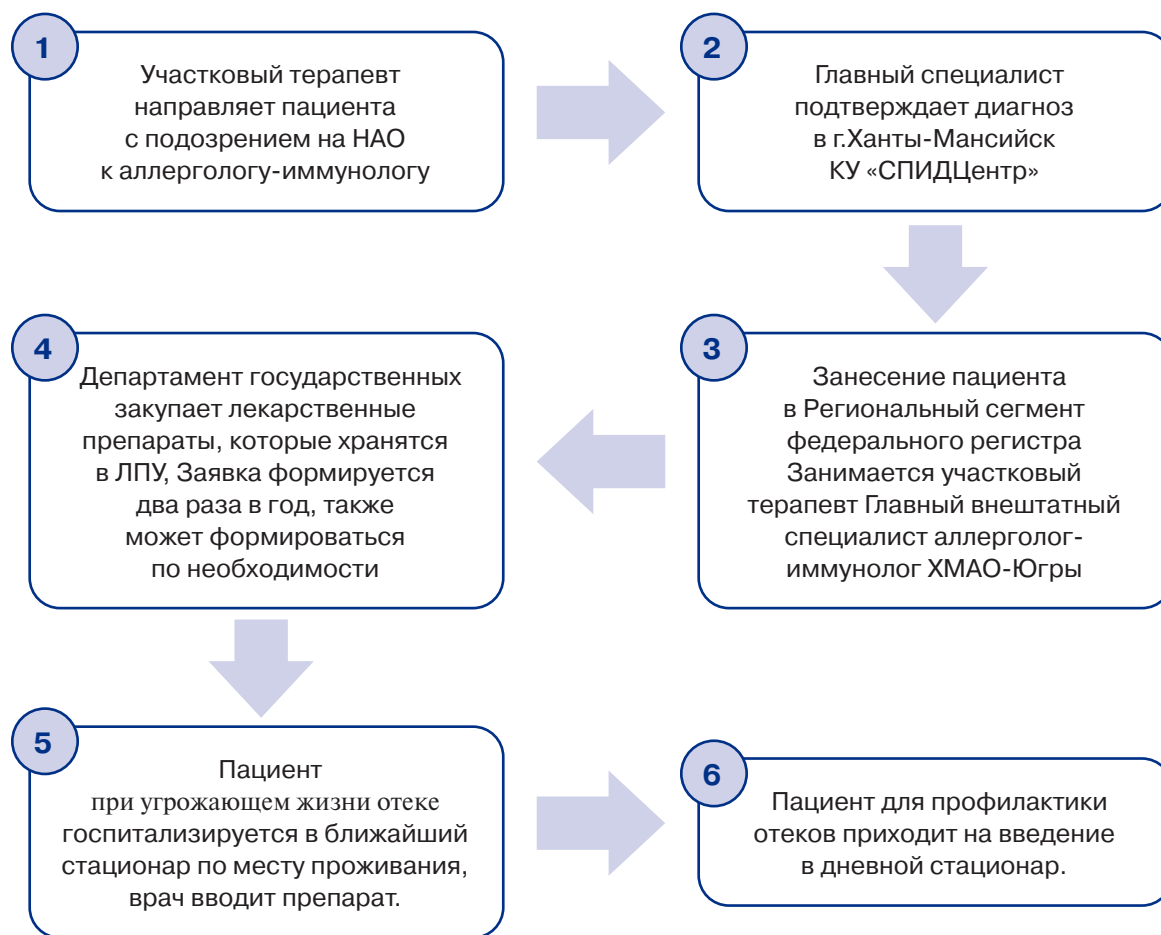 1
Участковый терапевт
направляет пациента
с подозрением на НАО
к аллергологу-иммунологу
2
Главный специалист
подтверждает диагноз
в г.Ханты-Мансийск
КУ «СПИДЦентр»
3
Занесение пациента
в Региональный сегмент
федерального регистра
Занимается участковый
терапевт Главный внештатный
специалист аллерголог-
иммунолог ХМАО-Югры
4
Департамент государственных
закупает лекарственные
препараты, которые хранятся
в ЛПУ, Заявка формируется
два раза в год, также
может формироваться
по необходимости
5
Пациент
при угрожающем жизни отеке
госпитализируется в ближайший
стационар по месту проживания,
врач вводит препарат.
6
Пациент для профилактики
отеков приходит на введение
в дневной стационар.